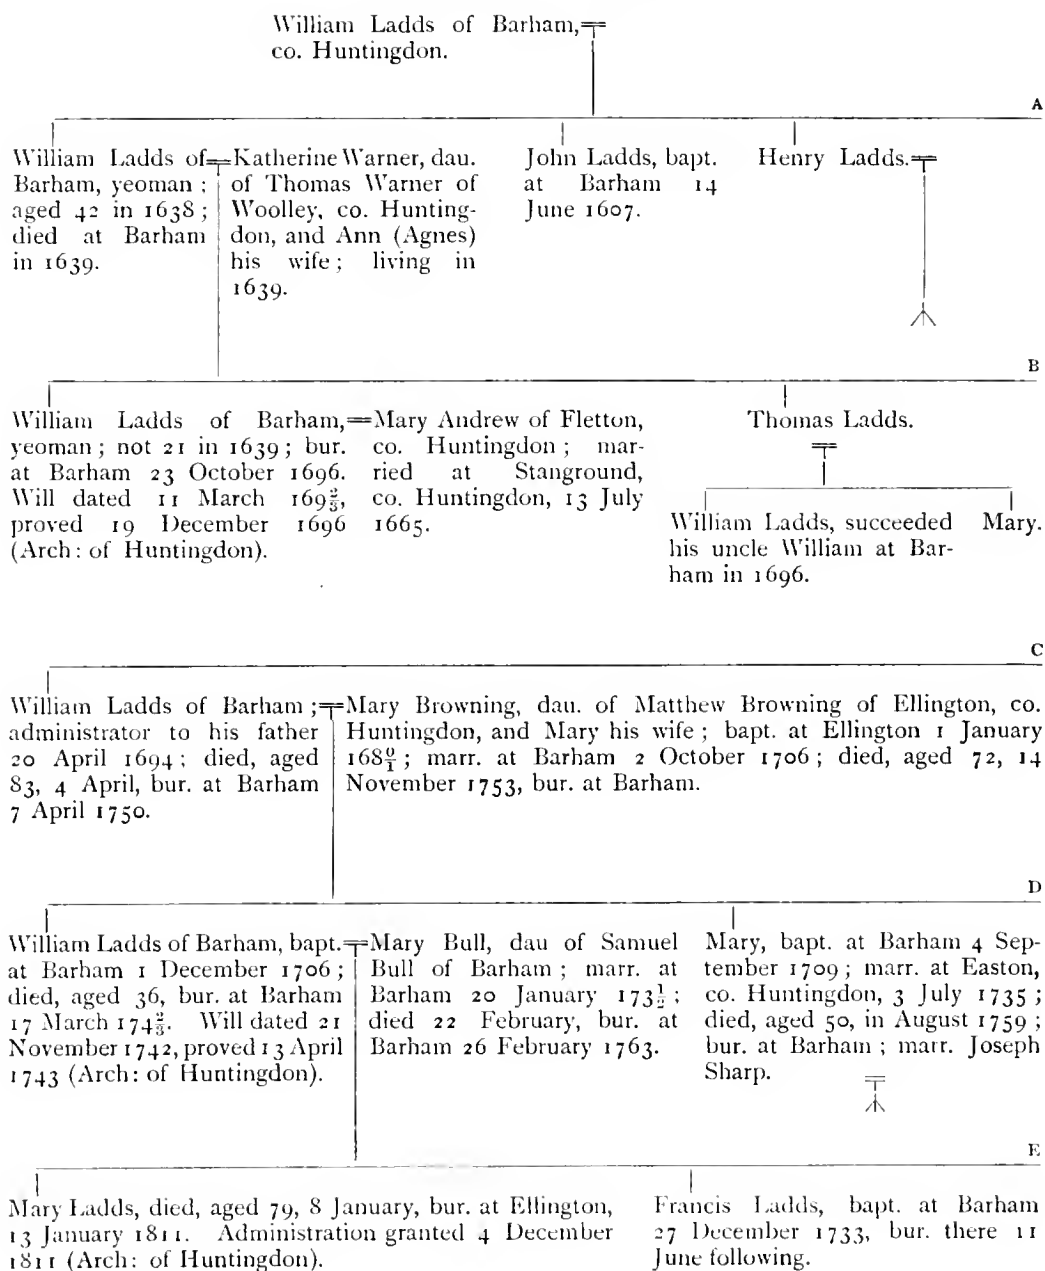 William Ladds of Barham,
co. Huntingdon.
A
William Ladds of
Barham, yeoman ;
aged 42 in 1638 ;
died at Barham
in 1639.
Katherine Warner, dau.
of Thomas Warner of
Woolley, co. Hunting-
don, and Ann (Agnes)
his wife ; living in
1639.
John Ladds, bapt.
at Barham 14
June 1607.
Henry Ladds.
B
William Ladds of Barham,
yeoman ; not 21 in 1639 ; bur.
at Barham 23 October 1696.
Will dated 11 March 169⅔,
proved 19 December 1696
(Arch : of Huntingdon).
Mary Andrew of Fletton,
co. Huntingdon ; mar-
ried at Stanground,
co. Huntingdon, 13 July
1665.
Thomas Ladds.
William Ladds, succeeded
his uncle William at Bar-
ham in 1696.
Mary.
C
William Ladds of Barham ;
administrator to his father
20 April 1694 ; died, aged
83, 4 April, bur. at Barham
7 April 1750.
Mary Browning, dau. of Matthew Browning of Ellington, co.
Huntingdon, and Mary his wife ; bapt. at Ellington 1 January
168⁰⁄₁ ; marr. at Barham 2 October 1706 ; died, aged 72, 14
November 1753, bur. at Barham.
D
William Ladds of Barham, bapt.
at Barham 1 December 1706 ;
died, aged 36, bur. at Barham
17 March 174⅔. Will dated 21
November 1742, proved 13 April
1743 (Arch : of Huntingdon).
Mary Bull, dau of Samuel
Bull of Barham ; marr. at
Barham 20 January 173½ ;
died 22 February, bur. at
Barham 26 February 1763.
Mary, bapt. at Barham 4 Sep-
tember 1709 ; marr. at Easton,
co. Huntingdon, 3 July 1735 ;
died, aged 50, in August 1759 ;
bur. at Barham ; marr. Joseph
Sharp.
E
Mary Ladds, died, aged 79, 8 January, bur. at Ellington,
13 January 1811. Administration granted 4 December
1811 (Arch : of Huntingdon).
Francis Ladds, bapt. at Barham
27 December 1733, bur. there 11
June following.